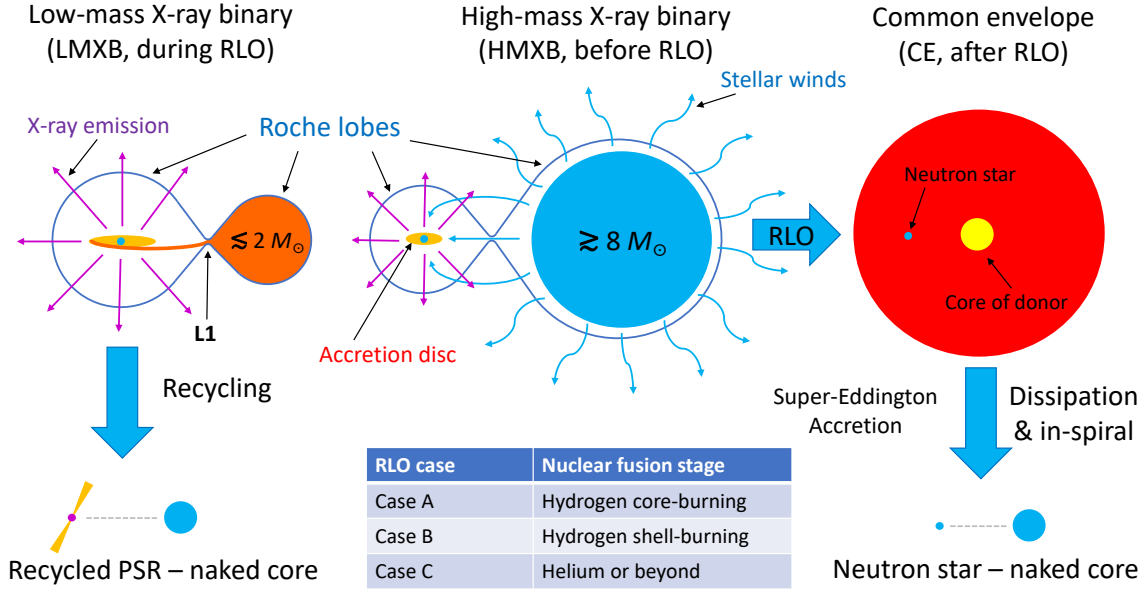 Low-mass X-ray binary
(LMXB, during RLO)
High-mass X-ray binary
(HMXB, before RLO)
Common envelope
(CE, after RLO)
Stellar winds
X-ray emission
Roche lobes
Neutron star
≲ 2 M☉
≳ 8 M☉
RLO
Core of donor
L1
Accretion disc
Recycling
Super-Eddington
Accretion
Dissipation
& in-spiral
RLO case Nuclear fusion stage
Case A Hydrogen core-burning
Case B Hydrogen shell-burning
Case C Helium or beyond
Recycled PSR – naked core
Neutron star – naked core